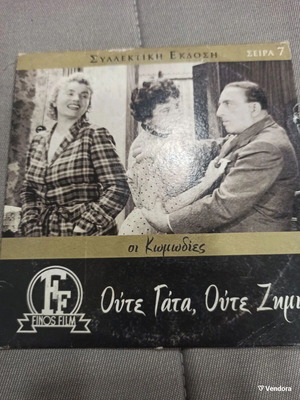 ΣΥΛΛΕΚΤΙΚΗ ΕΚΔΟΣΗ
ΣΕΙΡΑ 7
οι Κωμωδίες
FF
FINOS FILM
Ούτε Γάτα, Ούτε Ζημι
Vendora